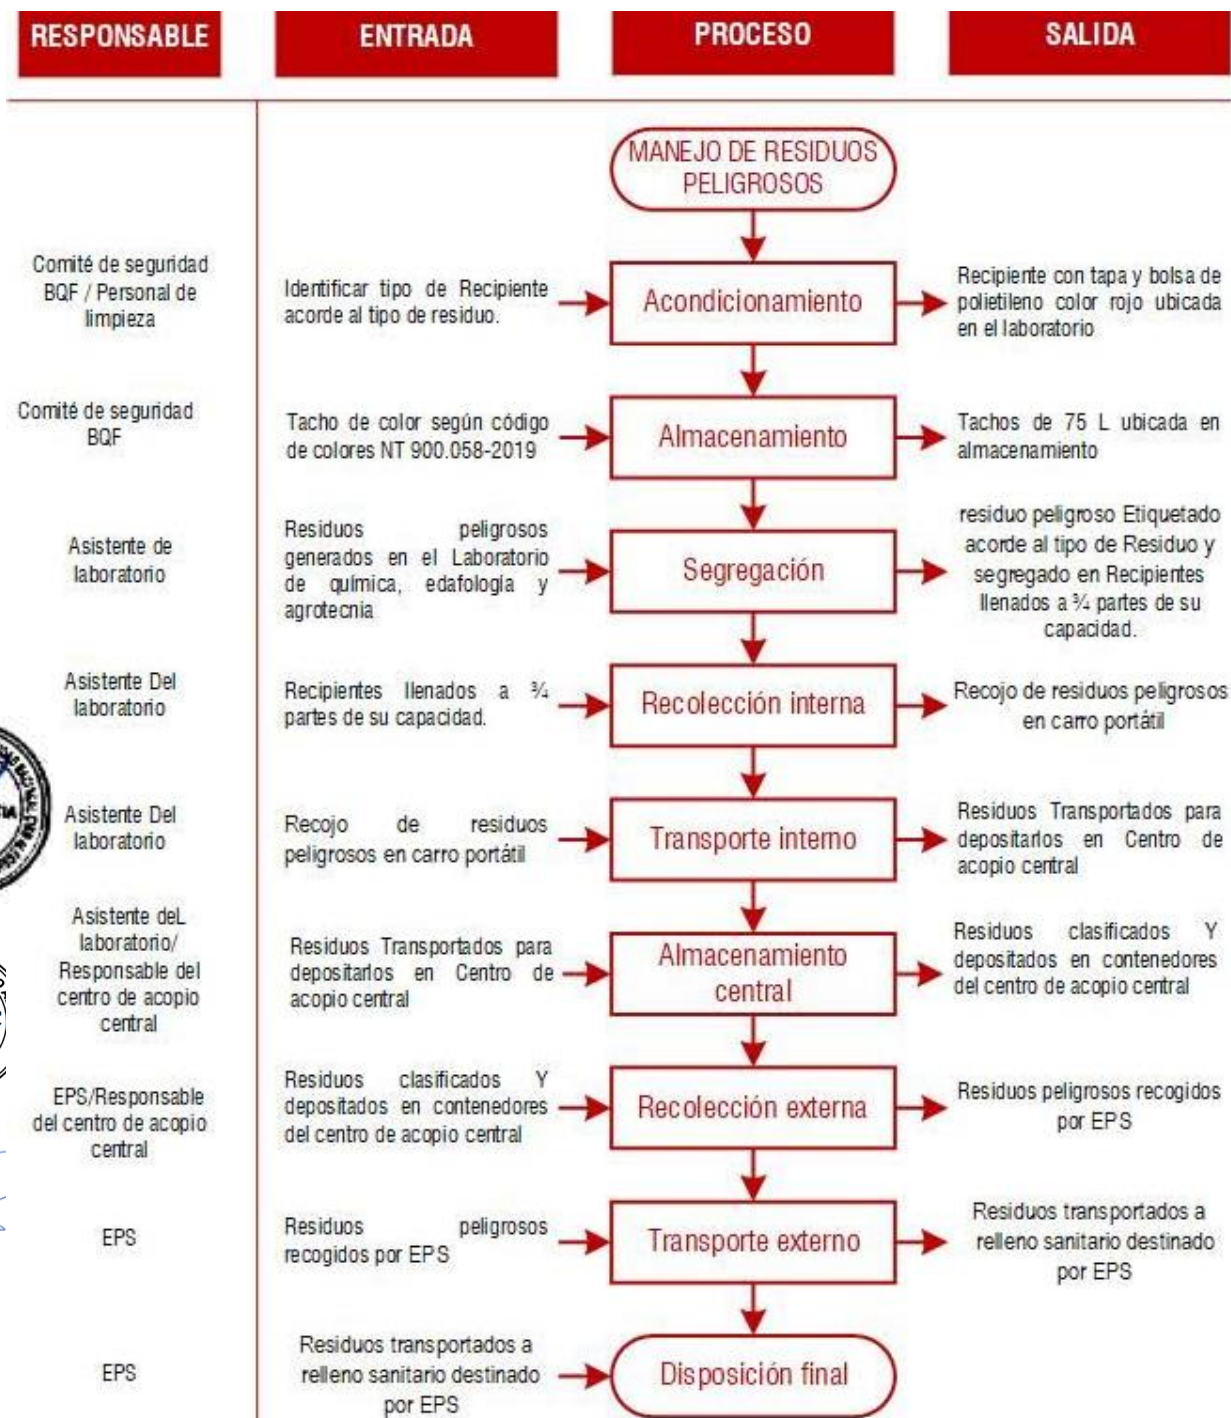 RESPONSABLE
ENTRADA
PROCESO
SALIDA
MANEJO DE RESIDUOS
PELIGROSOS
Comité de seguridad
BQF / Personal de
limpieza
Identificar tipo de Recipiente
acorde al tipo de residuo.
Acondicionamiento
Recipiente con tapa y bolsa de
polietileno color rojo ubicada
en el laboratorio
Comité de seguridad
BQF
Tacho de color según código
de colores NT 900.058-2019
Almacenamiento
Tachos de 75 L ubicada en
almacenamiento
Asistente de
laboratorio
Residuos peligrosos
generados en el Laboratorio
de química, edafología y
agrotecnia
Segregación
residuo peligroso Etiquetado
acorde al tipo de Residuo y
segregado en Recipientes
llenados a ¾ partes de su
capacidad.
Asistente Del
laboratorio
Recipientes llenados a ¾
partes de su capacidad.
Recolección interna
Recojo de residuos peligrosos
en carro portátil
Asistente Del
laboratorio
Recojo de residuos
peligrosos en carro portátil
Transporte interno
Residuos Transportados para
depositarlos en Centro de
acopio central
Asistente deL
laboratorio/
Responsable del
centro de acopio
central
Residuos Transportados para
depositarlos en Centro de
acopio central
Almacenamiento
central
Residuos clasificados Y
depositados en contenedores
del centro de acopio central
EPS/Responsable
del centro de acopio
central
Residuos clasificados Y
depositados en contenedores
del centro de acopio central
Recolección externa
Residuos peligrosos recogidos
por EPS
EPS
Residuos peligrosos
recogidos por EPS
Transporte externo
Residuos transportados a
relleno sanitario destinado
por EPS
EPS
Residuos transportados a
relleno sanitario destinado
por EPS
Disposición final